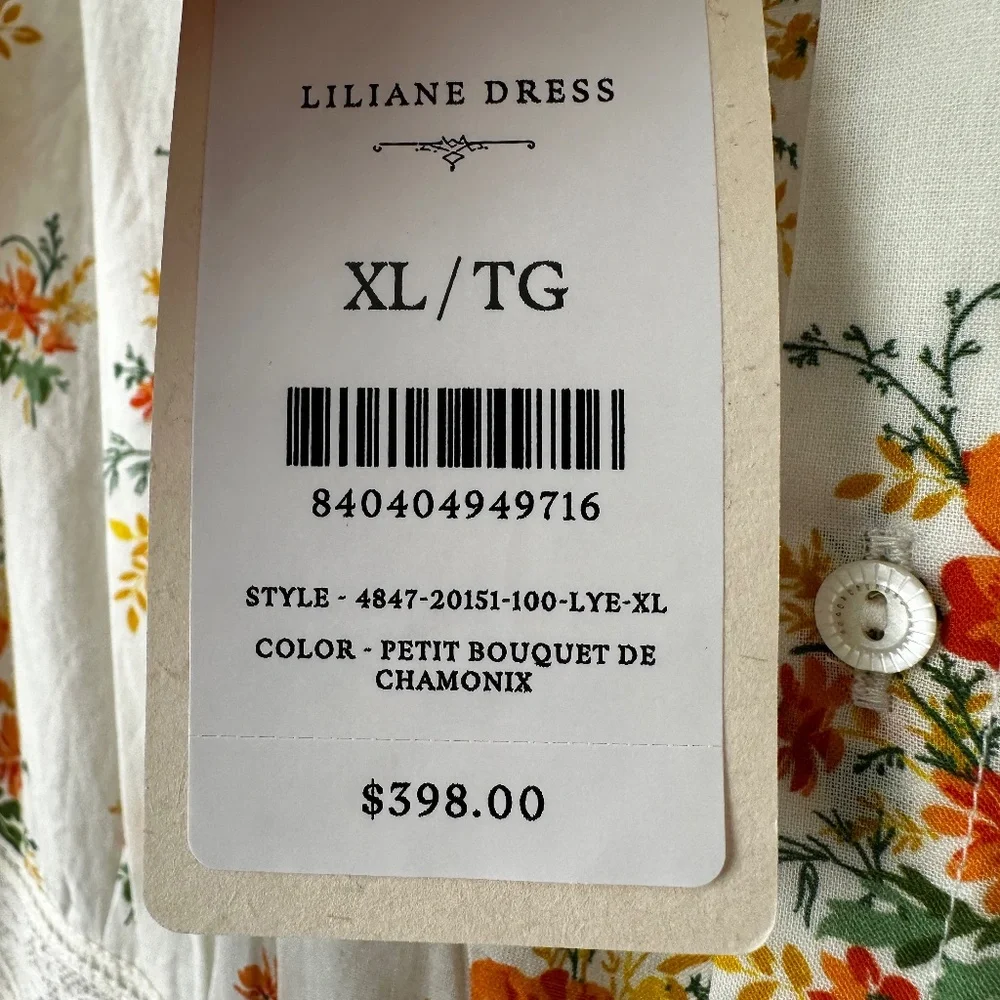 LILIANE DRESS
XL/TG
840404949716
STYLE - 4847-20151-100-LYE-XL
COLOR - PETIT BOUQUET DE
CHAMONIX
$398.00